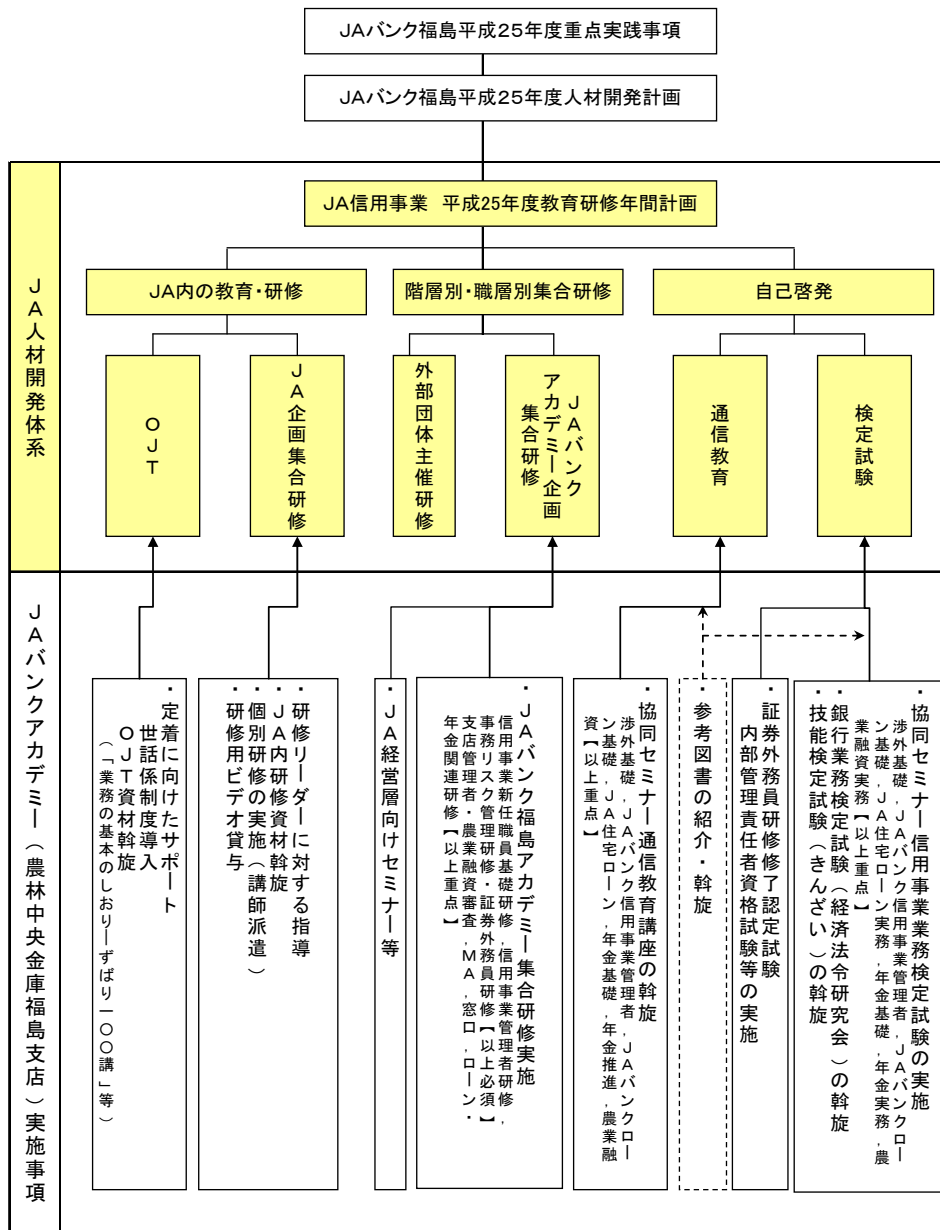 JAバンク福島平成25年度重点実践事項
JAバンク福島平成25年度人材開発計画
JA人材開発体系
JA信用事業 平成25年度教育研修年間計画
JA内の教育・研修
階層別・職層別集合研修
自己啓発
OJT
JA企画集合研修
外部団体主催研修
JAバンク
アカデミー企画
集合研修
通信教育
検定試験
JAバンクアカデミー(農林中央金庫福島支店)実施事項
・定着に向けたサポート
世話係制度導入
OJT資材斡旋
(「業務の基本のしおりーずばり一〇〇講」等)
・研修リーダーに対する指導
・JA内研修資材斡旋
・個別研修の実施(講師派遣)
・研修用ビデオ貸与
・JA経営層向けセミナー等
・JAバンク福島アカデミー集合研修実施
信用事業新任職員基礎研修,信用事業管理者研修,
事務リスク管理研修・証券外務員研修【以上必須】
支店管理者・農業融資審査,MA,窓口,ローン・
年金関連研修【以上重点】
・協同セミナー通信教育講座の斡旋
渉外基礎,JAバンク信用事業管理者,JAバンクロー
ン基礎,JA住宅ローン,年金基礎,年金推進,農業融
資【以上重点】
・参考図書の紹介・斡旋
・証券外務員研修修了認定試験
内部管理責任者資格試験等の実施
・協同セミナー信用事業業務検定試験の実施
渉外基礎,JAバンク信用事業管理者,JAバンクロー
ン基礎,JA住宅ローン実務,年金基礎,年金実務,農
業融資実務【以上重点】
・銀行業務検定試験(経済法令研究会)の斡旋
・技能検定試験(きんざい)の斡旋